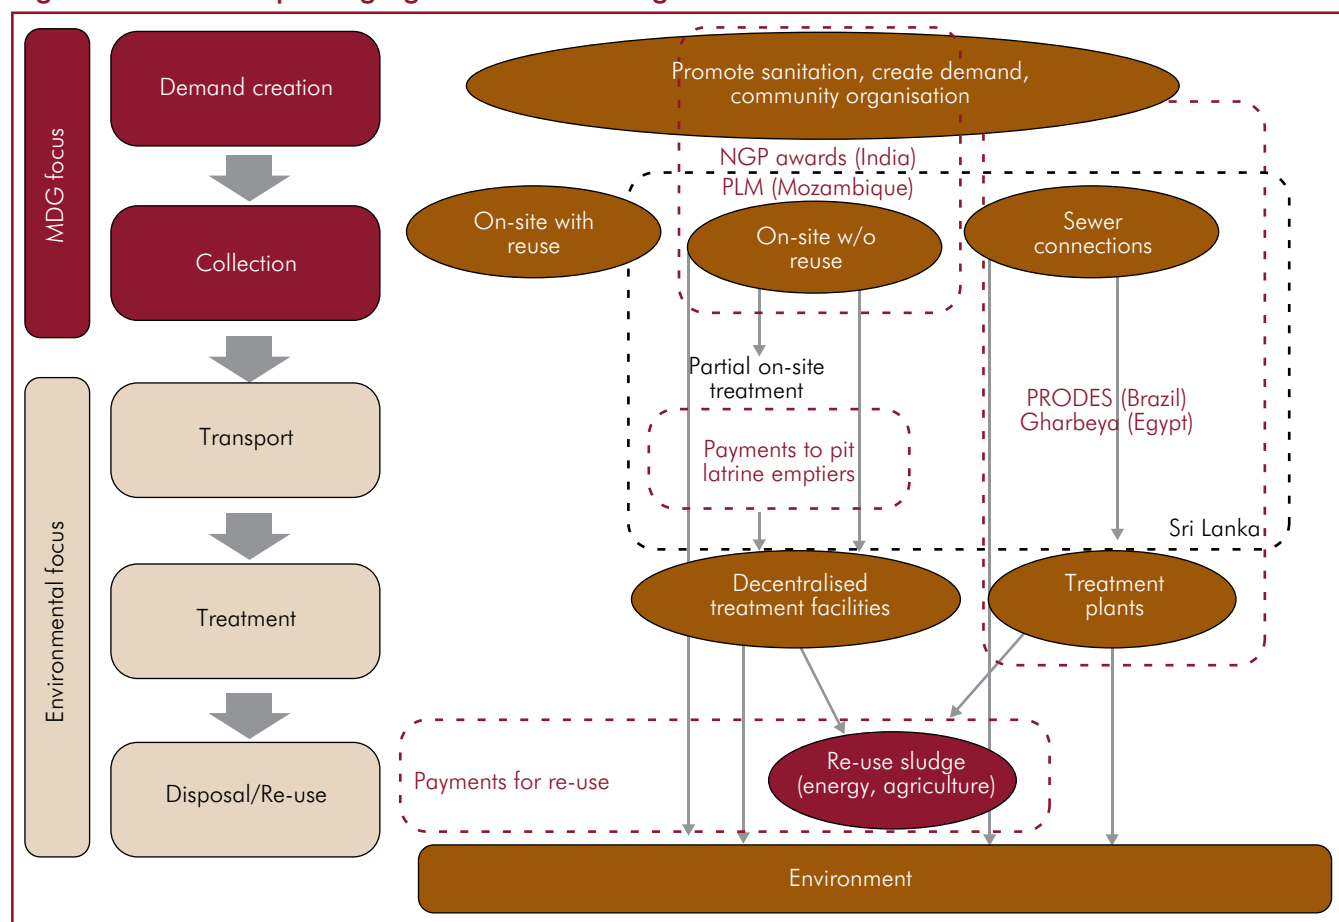 MDG focus
Environmental focus
Demand creation
Collection
Transport
Treatment
Disposal/Re-use
Promote sanitation, create demand,
community organisation
NGP awards (India)
PLM (Mozambique)
On-site with
reuse
On-site w/o
reuse
Sewer
connections
Partial on-site
treatment
PRODES (Brazil)
Gharbeya (Egypt)
Payments to pit
latrine emptiers
Sri Lanka
Decentralised
treatment facilities
Treatment
plants
Payments for re-use
Re-use sludge
(energy, agriculture)
Environment